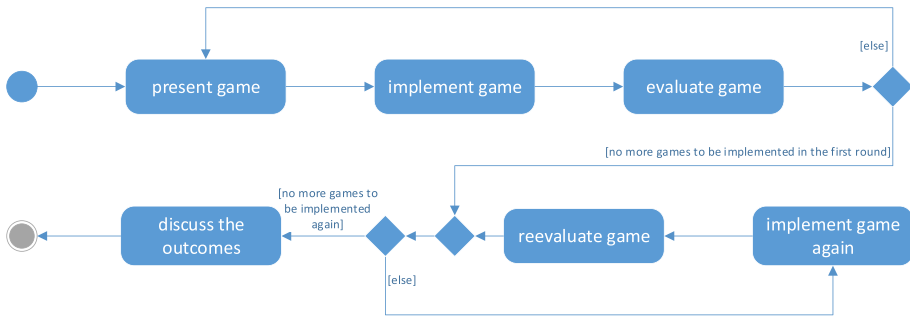 [else]
present game
implement game
evaluate game
[no more games to be implemented in the first round]
[no more games to
be implemented
again]
discuss the
outcomes
reevaluate game
implement game
again
[else]